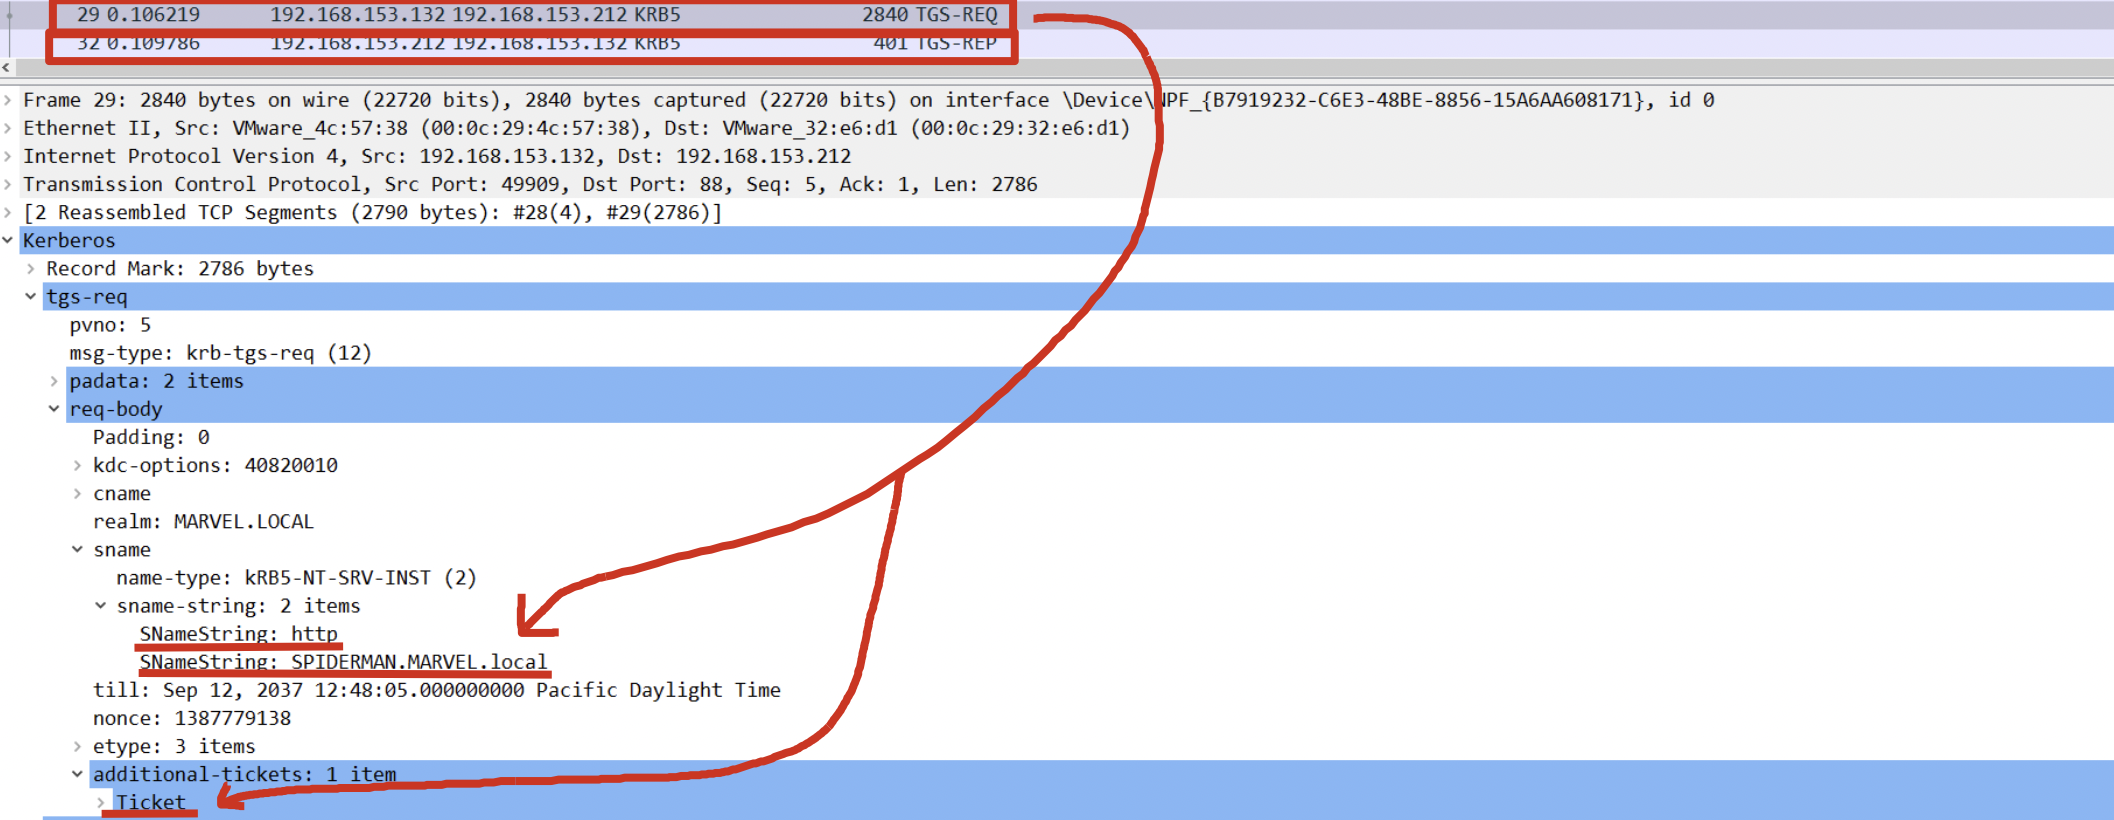 29 0.106219 192.168.153.132 192.168.153.212 KRB5 2840 TGS-REQ
32 0.109786 192.168.153.212 192.168.153.132 KRB5 401 TGS-REP
Frame 29: 2840 bytes on wire (22720 bits), 2840 bytes captured (22720 bits) on interface \Device\NPF_{B7919232-C6E3-48BE-8856-15A6AA608171}, id 0
Ethernet II, Src: VMware_4c:57:38 (00:0c:29:4c:57:38), Dst: VMware_32:e6:d1 (00:0c:29:32:e6:d1)
Internet Protocol Version 4, Src: 192.168.153.132, Dst: 192.168.153.212
Transmission Control Protocol, Src Port: 49909, Dst Port: 88, Seq: 5, Ack: 1, Len: 2786
[2 Reassembled TCP Segments (2790 bytes): #28(4), #29(2786)]
Kerberos
Record Mark: 2786 bytes
tgs-req
pvno: 5
msg-type: krb-tgs-req (12)
padata: 2 items
req-body
Padding: 0
kdc-options: 40820010
cname
realm: MARVEL.LOCAL
sname
name-type: kRB5-NT-SRV-INST (2)
sname-string: 2 items
SNameString: http
SNameString: SPIDERMAN.MARVEL.local
till: Sep 12, 2037 12:48:05.000000000 Pacific Daylight Time
nonce: 1387779138
etype: 3 items
additional-tickets: 1 item
Ticket